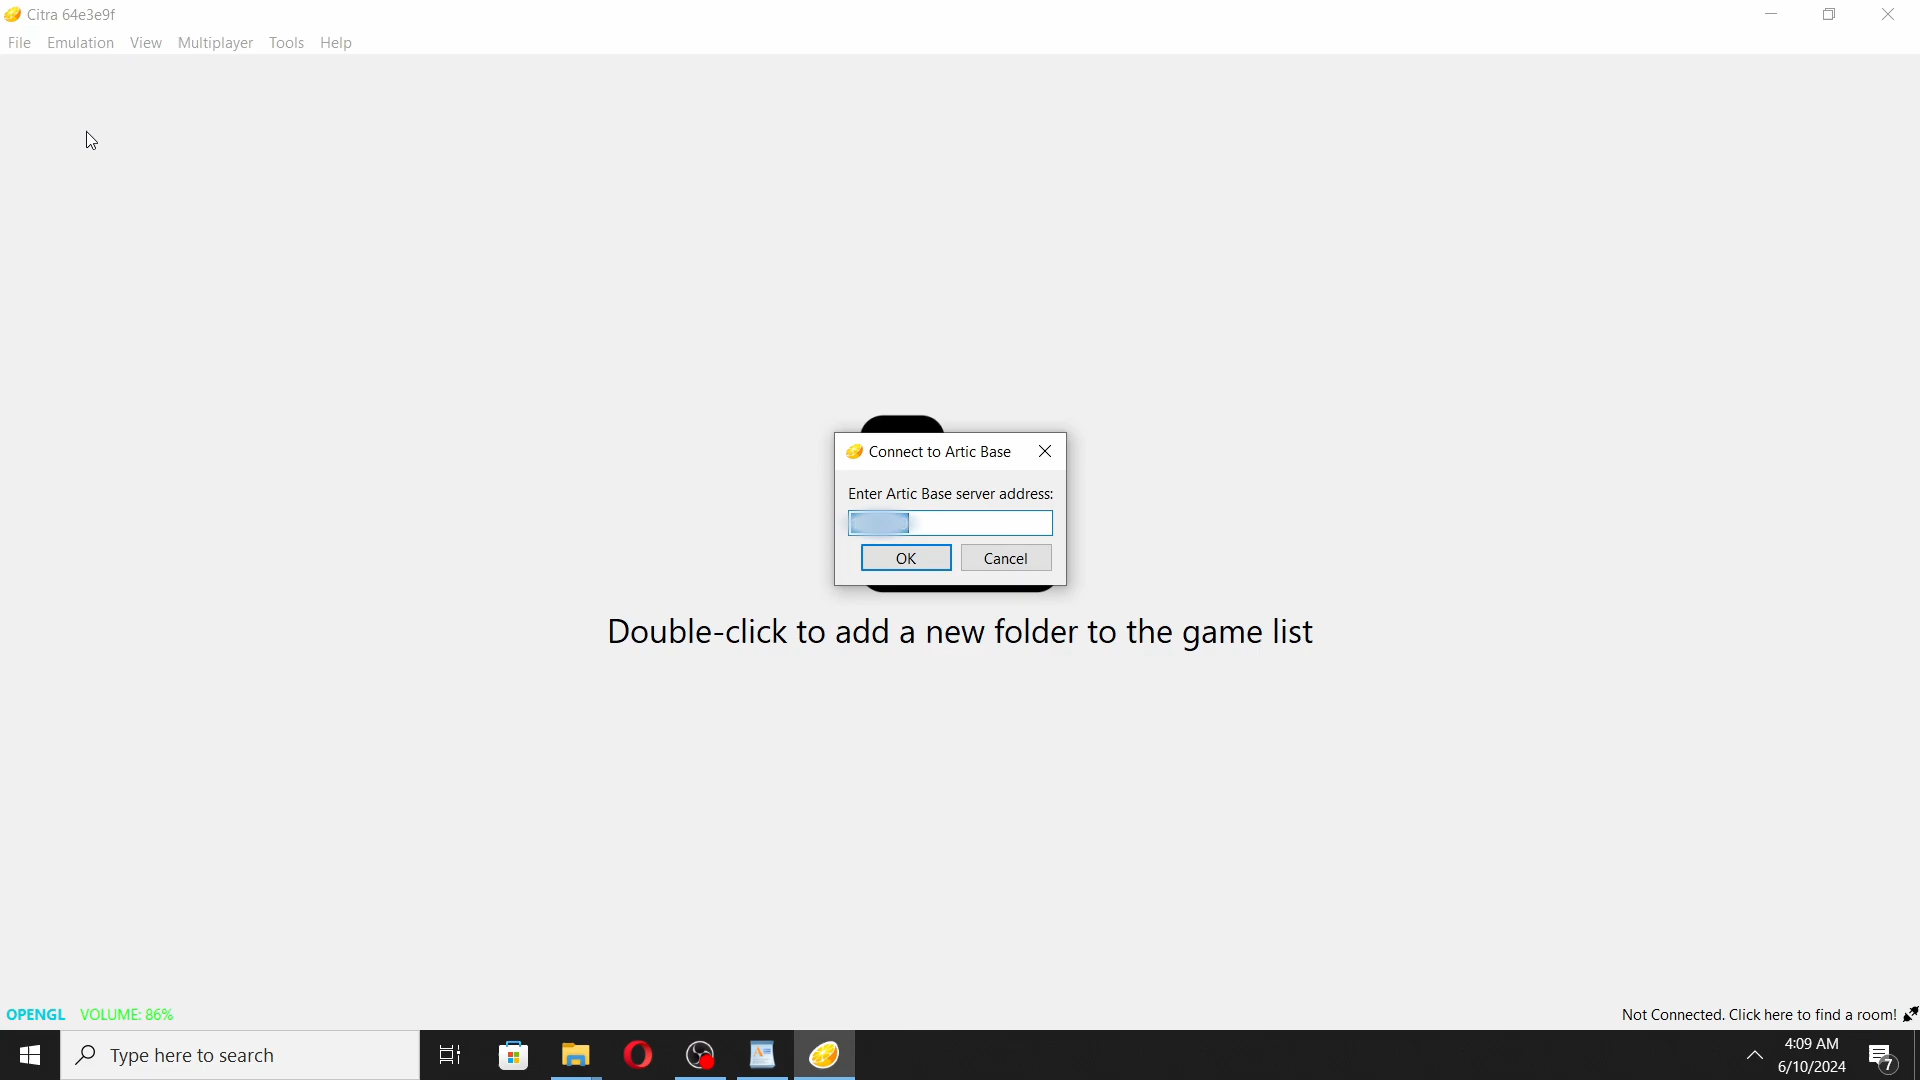 Citra 64e3e9f
File Emulation View Multiplayer Tools Help
Connect to Artic Base
Enter Artic Base server address:
OK Cancel
Double-click to add a new folder to the game list
OPENGL VOLUME: 86% Not Connected. Click here to find a room!
Type here to search
4:09 AM
6/10/2024
7